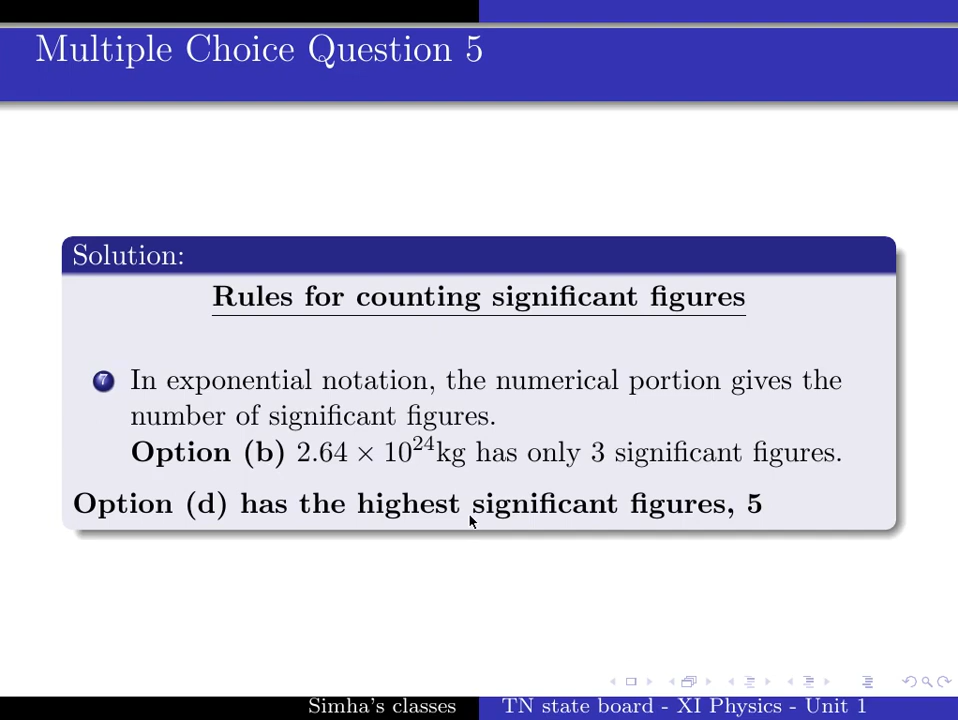 Multiple Choice Question 5
Solution:
Rules for counting significant figures
7 In exponential notation, the numerical portion gives the
number of significant figures.
Option (b) 2.64 × 10²⁴kg has only 3 significant figures.
Option (d) has the highest significant figures, 5
Simha's classes TN state board - XI Physics - Unit 1